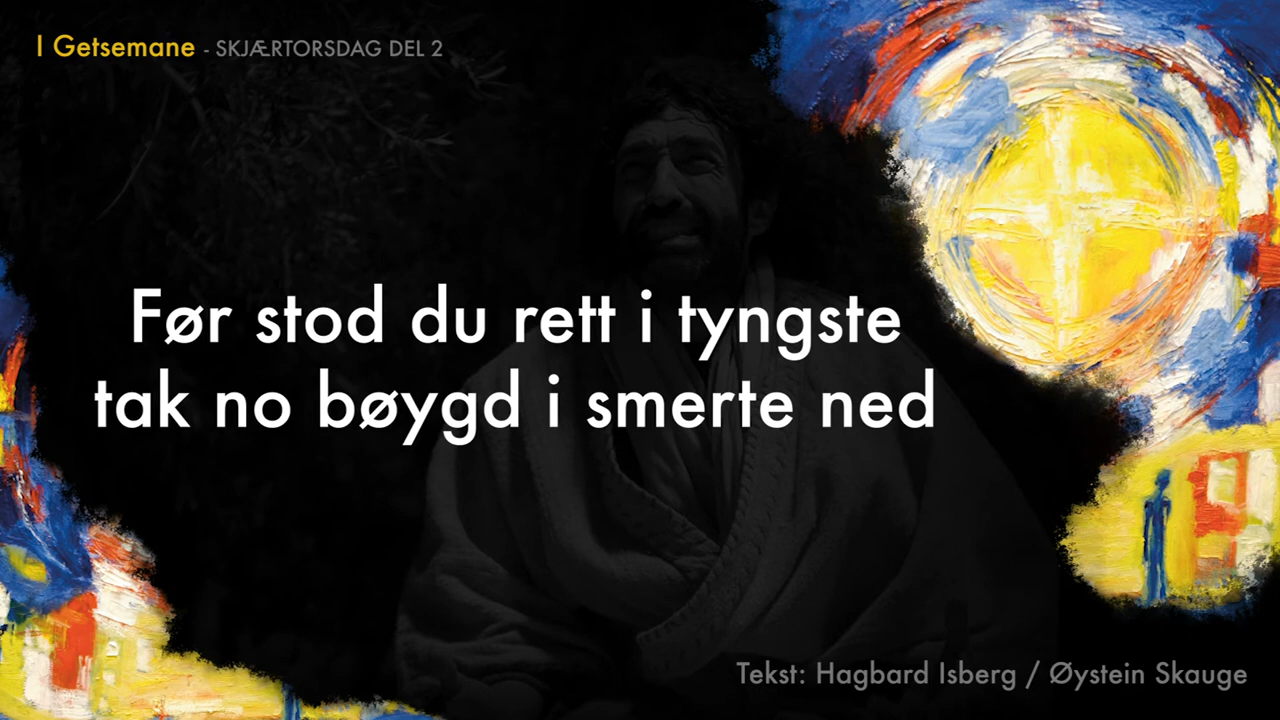 I Getsemane - SKJÆRTORSDAG DEL 2
Før stod du rett i tyngste
tak no bøygd i smerte ned
Tekst: Hagbard Isberg / Øystein Skauge